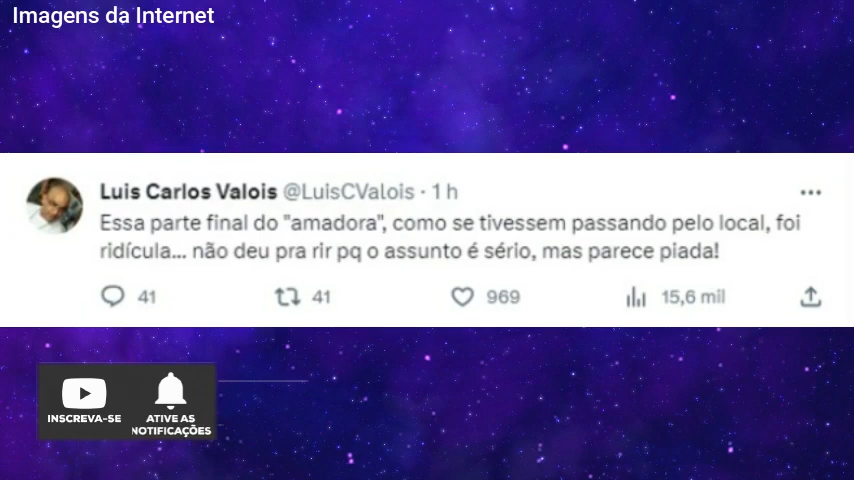 Imagens da Internet
Luis Carlos Valois @LuisCValois · 1 h
Essa parte final do "amadora", como se tivessem passando pelo local, foi
ridícula... não deu pra rir pq o assunto é sério, mas parece piada!
41 41 969 15,6 mil
INSCREVA-SE
ATIVE AS
NOTIFICAÇÕES